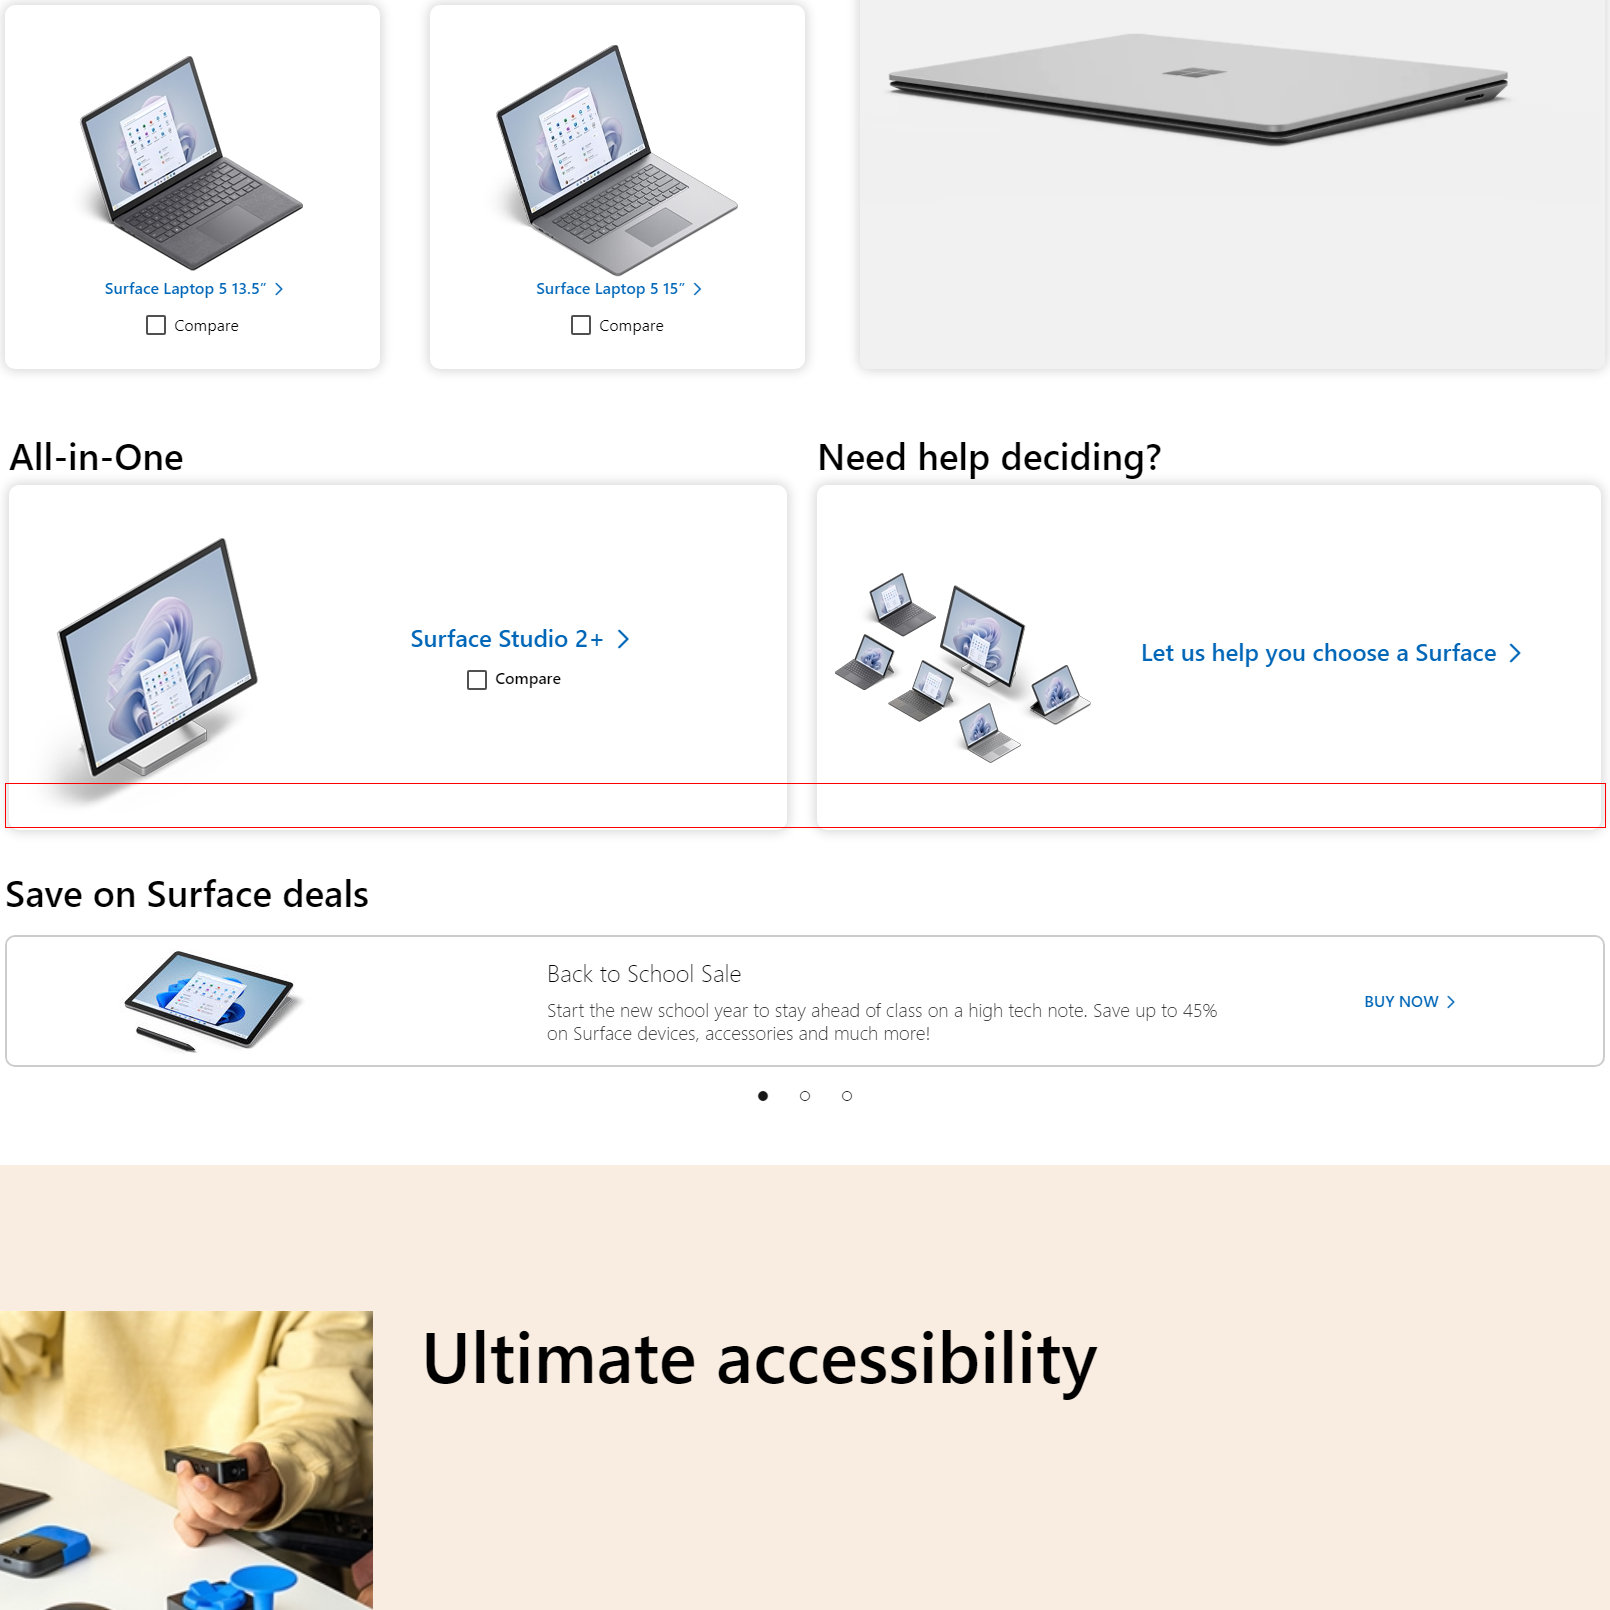 Surface Laptop 5 13.5″
Compare
Surface Laptop 5 15″
Compare
All-in-One
Surface Studio 2+
Compare
Need help deciding?
Let us help you choose a Surface
Save on Surface deals
Back to School Sale
Start the new school year to stay ahead of class on a high tech note. Save up to 45%
on Surface devices, accessories and much more!
BUY NOW
Ultimate accessibility